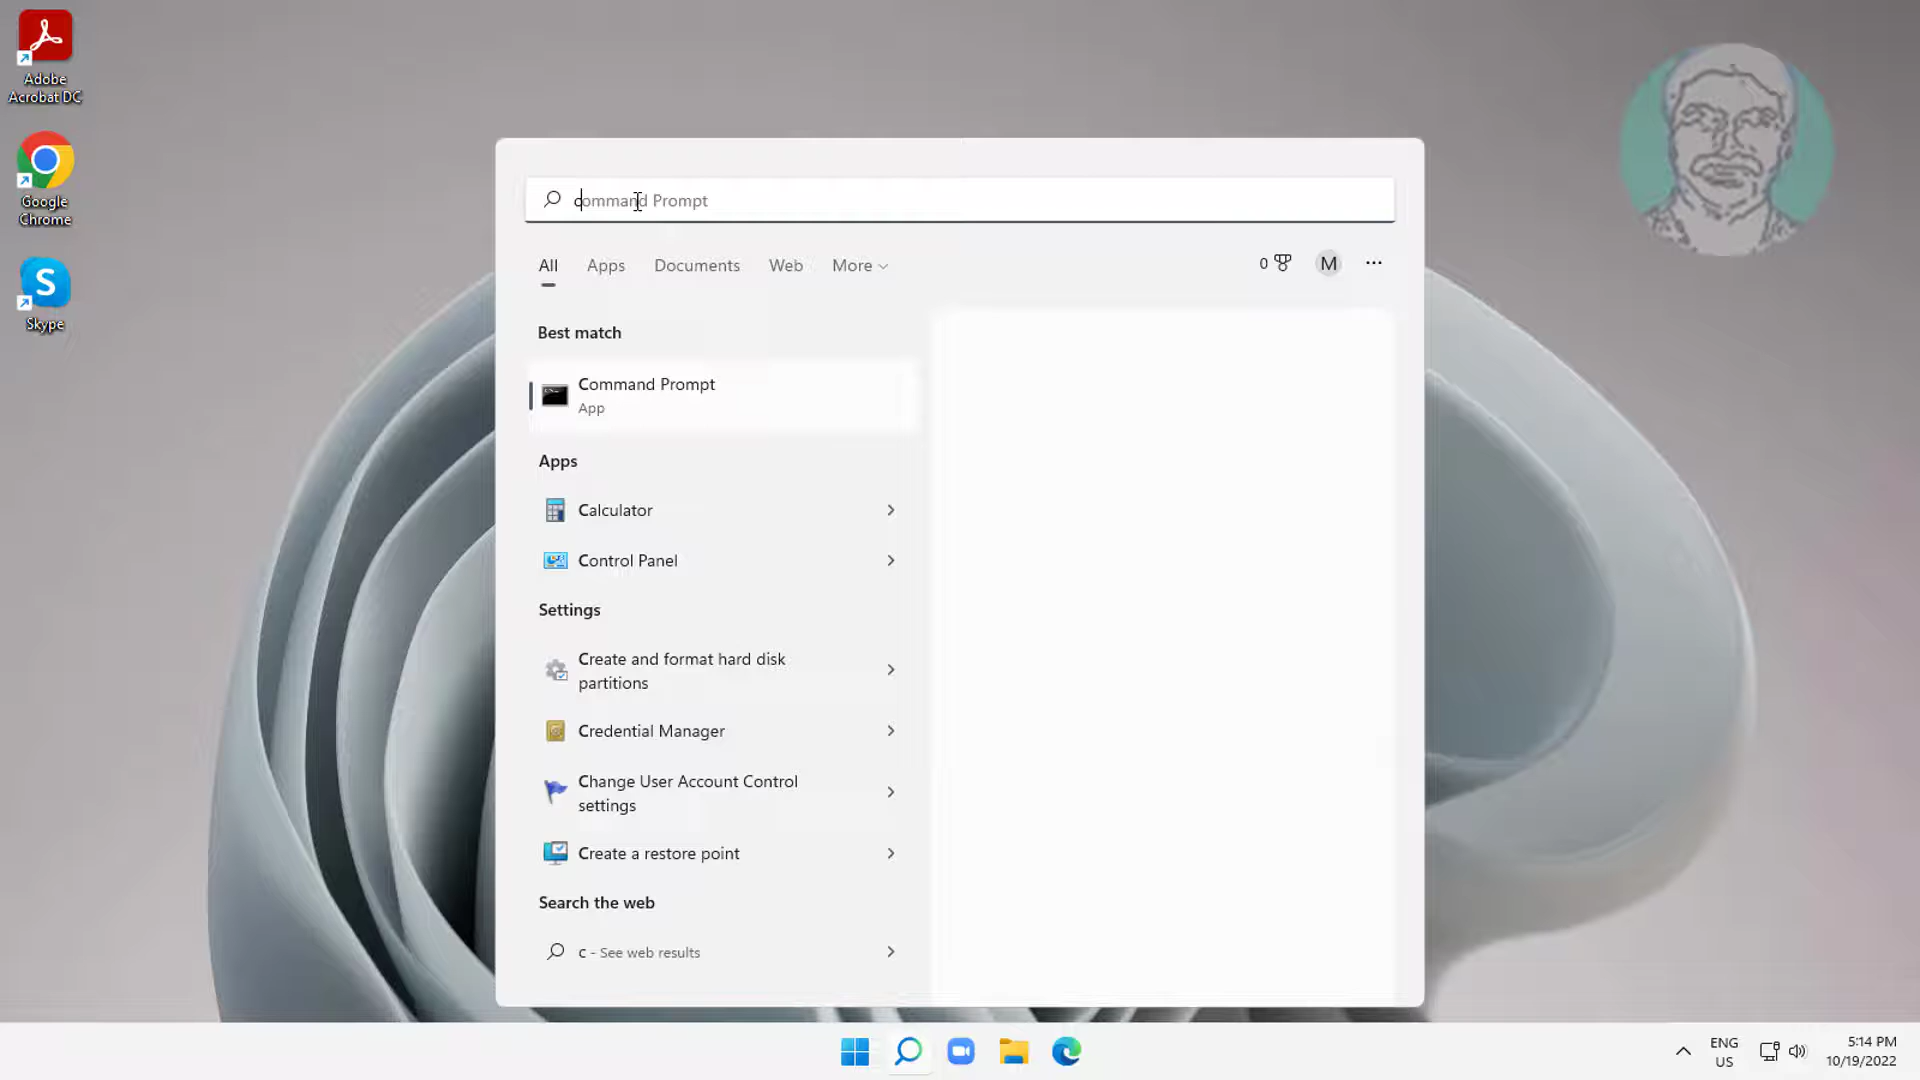 Adobe
Acrobat DC
Google
Chrome
S
Skype
command Prompt
All Apps Documents Web More
0 M ...
Best match
Command Prompt
App
Apps
Calculator
Control Panel
Settings
Create and format hard disk
partitions
Credential Manager
Change User Account Control
settings
Create a restore point
Search the web
c - See web results
ENG
US
5:14 PM
10/19/2022